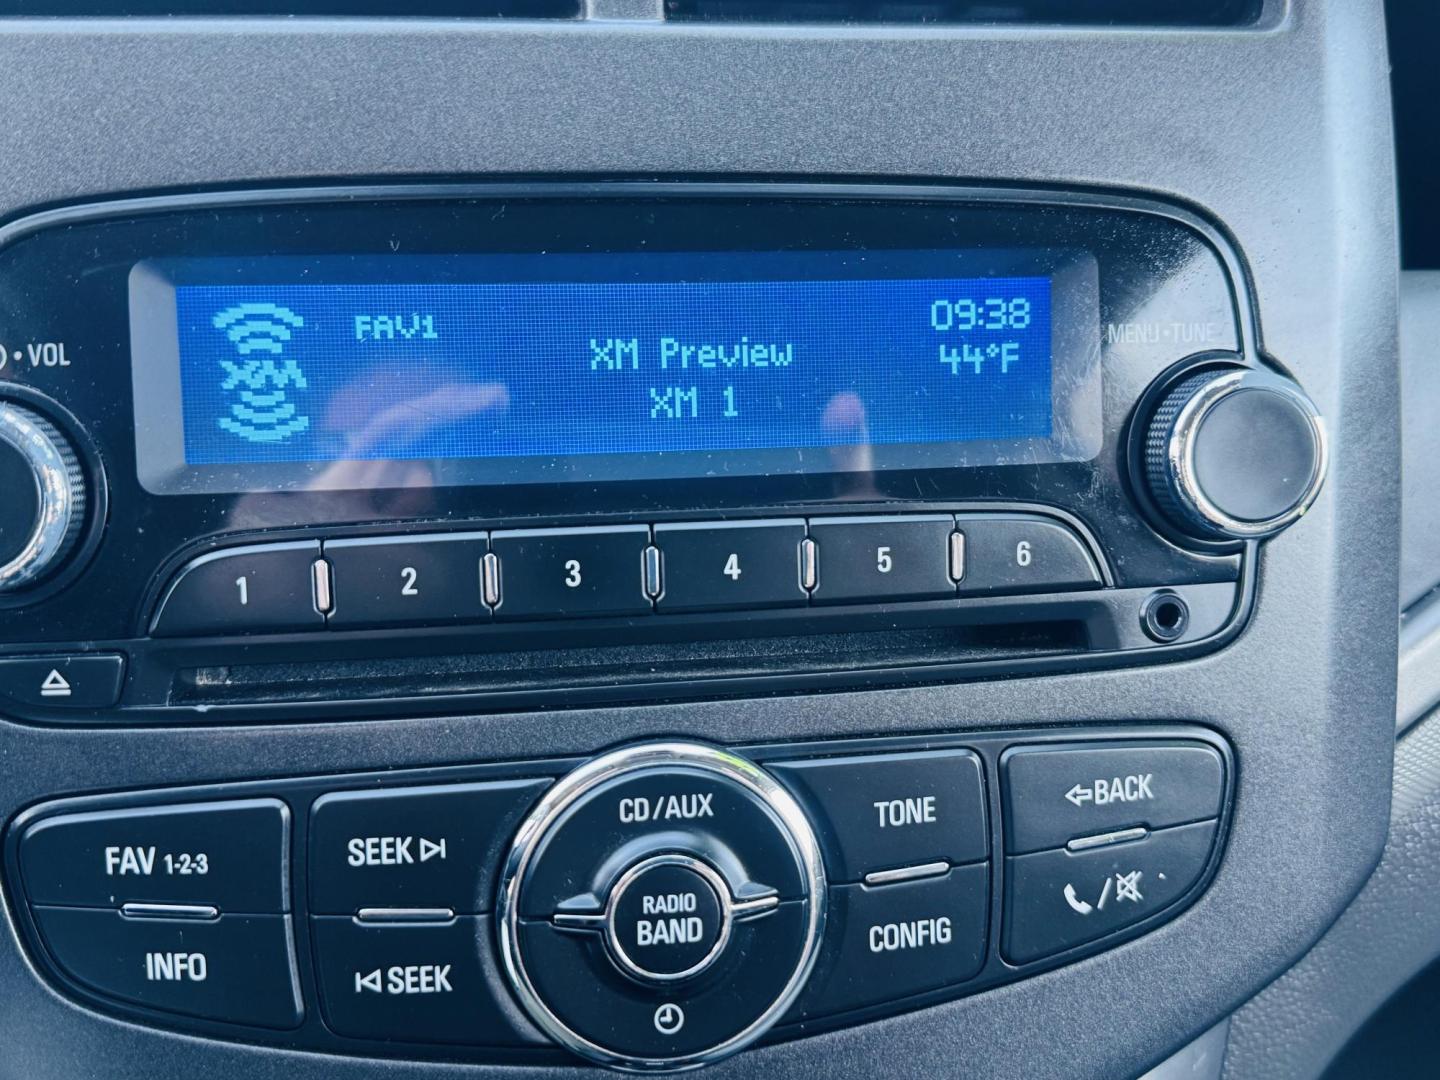 FAV1
XM Preview
XM 1
09:38
44°F
XM
VOL
MENU•TUNE
1 2 3 4 5 6
FAV 1-2-3
INFO
SEEK
SEEK
CD/AUX
RADIO
BAND
TONE
CONFIG
BACK
/